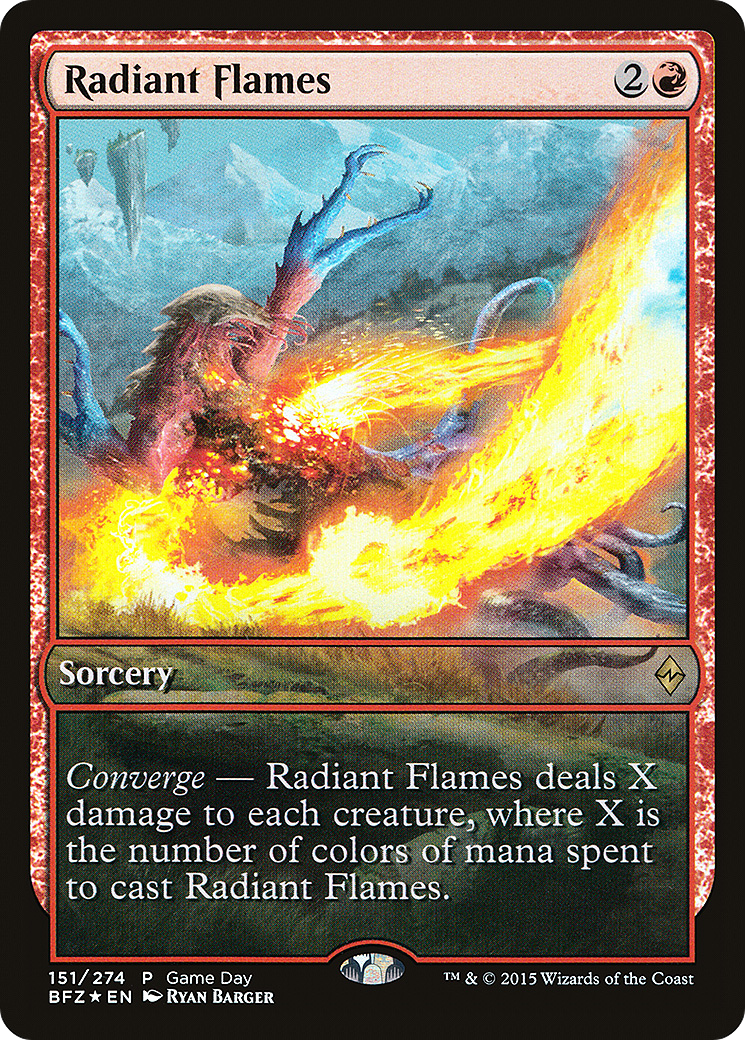 Radiant Flames 2
Sorcery
Converge — Radiant Flames deals X
damage to each creature, where X is
the number of colors of mana spent
to cast Radiant Flames.
151/274 P Game Day
BFZ★EN Ryan Barger
™ & © 2015 Wizards of the Coast